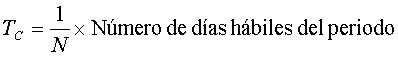 T_C = 1/N × Número de días hábiles del periodo